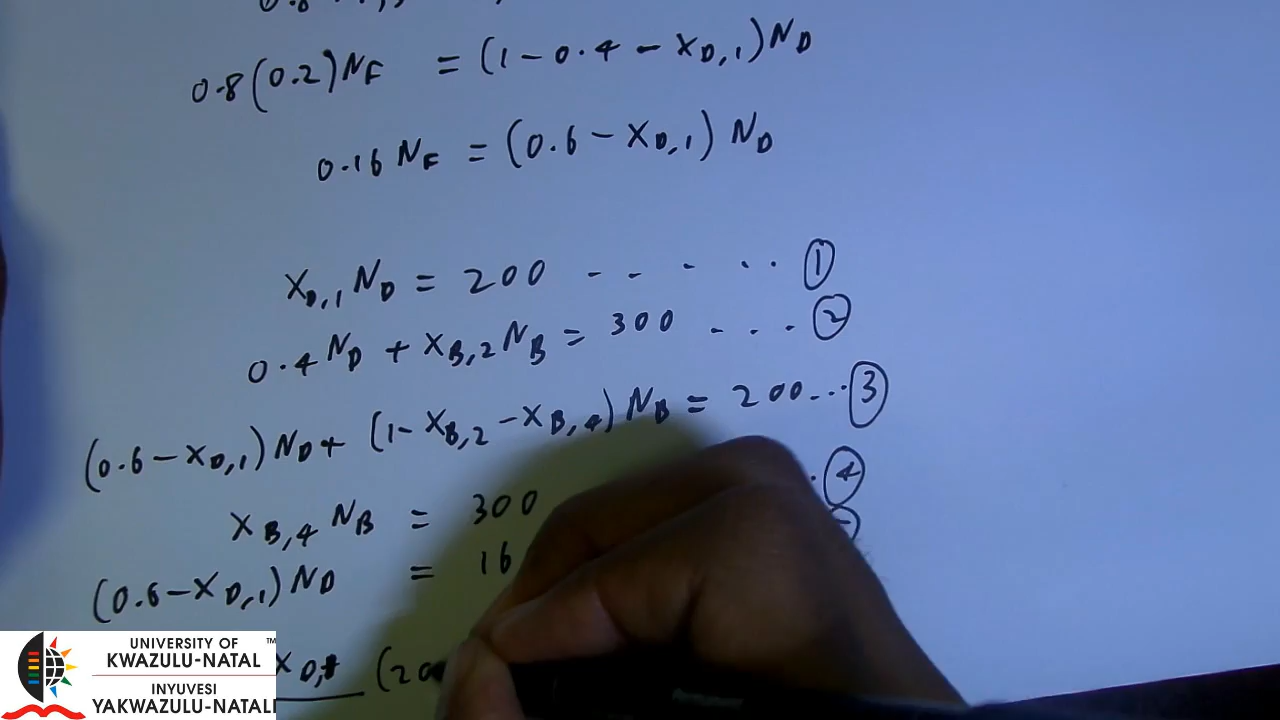 0.8(0.2)N_F = (1-0.4-x_D,1)N_D
0.16 N_F = (0.6-x_D,1) N_D
x_D,1 N_D = 200 - - - .. ①
0.4 N_D + x_B,2 N_B = 300 ... ②
(0.6-x_D,1)N_D + (1-x_B,2-x_B,4)N_B = 200... ③
x_B,4 N_B = 300 . ④
(0.6-x_D,1)N_D = 16
(20
UNIVERSITY OF ™
KWAZULU-NATAL
INYUVESI
YAKWAZULU-NATALI